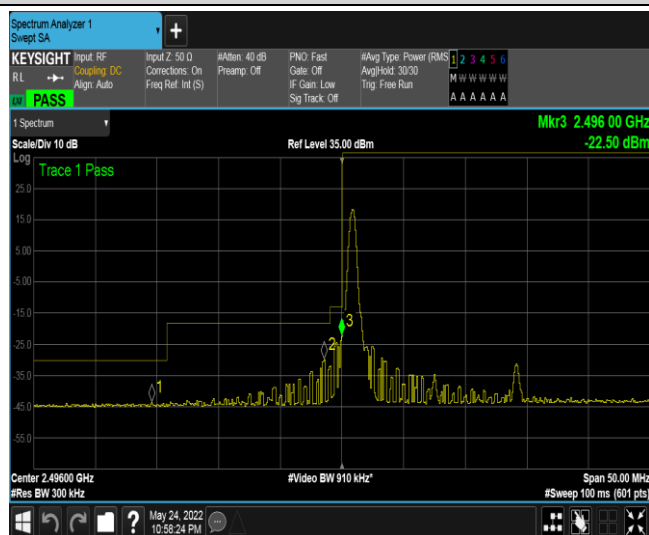 Spectrum Analyzer 1
Swept SA
+
KEYSIGHT
RL
PASS
Input: RF
Coupling: DC
Align: Auto
Input Z: 50 Ω
Corrections: On
Freq Ref: Int (S)
#Atten: 40 dB
Preamp: Off
PNO: Fast
Gate: Off
IF Gain: Low
Sig Track: Off
#Avg Type: Power (RMS
Avg|Hold: 30/30
Trig: Free Run
1 2 3 4 5 6
M W W W W W
A A A A A A
1 Spectrum
Scale/Div 10 dB
Ref Level 35.00 dBm
Mkr3 2.496 00 GHz
-22.50 dBm
Log
Trace 1 Pass
25.0
15.0
5.00
-5.00
-15.0
-25.0
-35.0
-45.0
-55.0
1
2
3
Center 2.49600 GHz
#Res BW 300 kHz
#Video BW 910 kHz*
Span 50.00 MHz
#Sweep 100 ms (601 pts)
?
May 24, 2022
10:58:24 PM